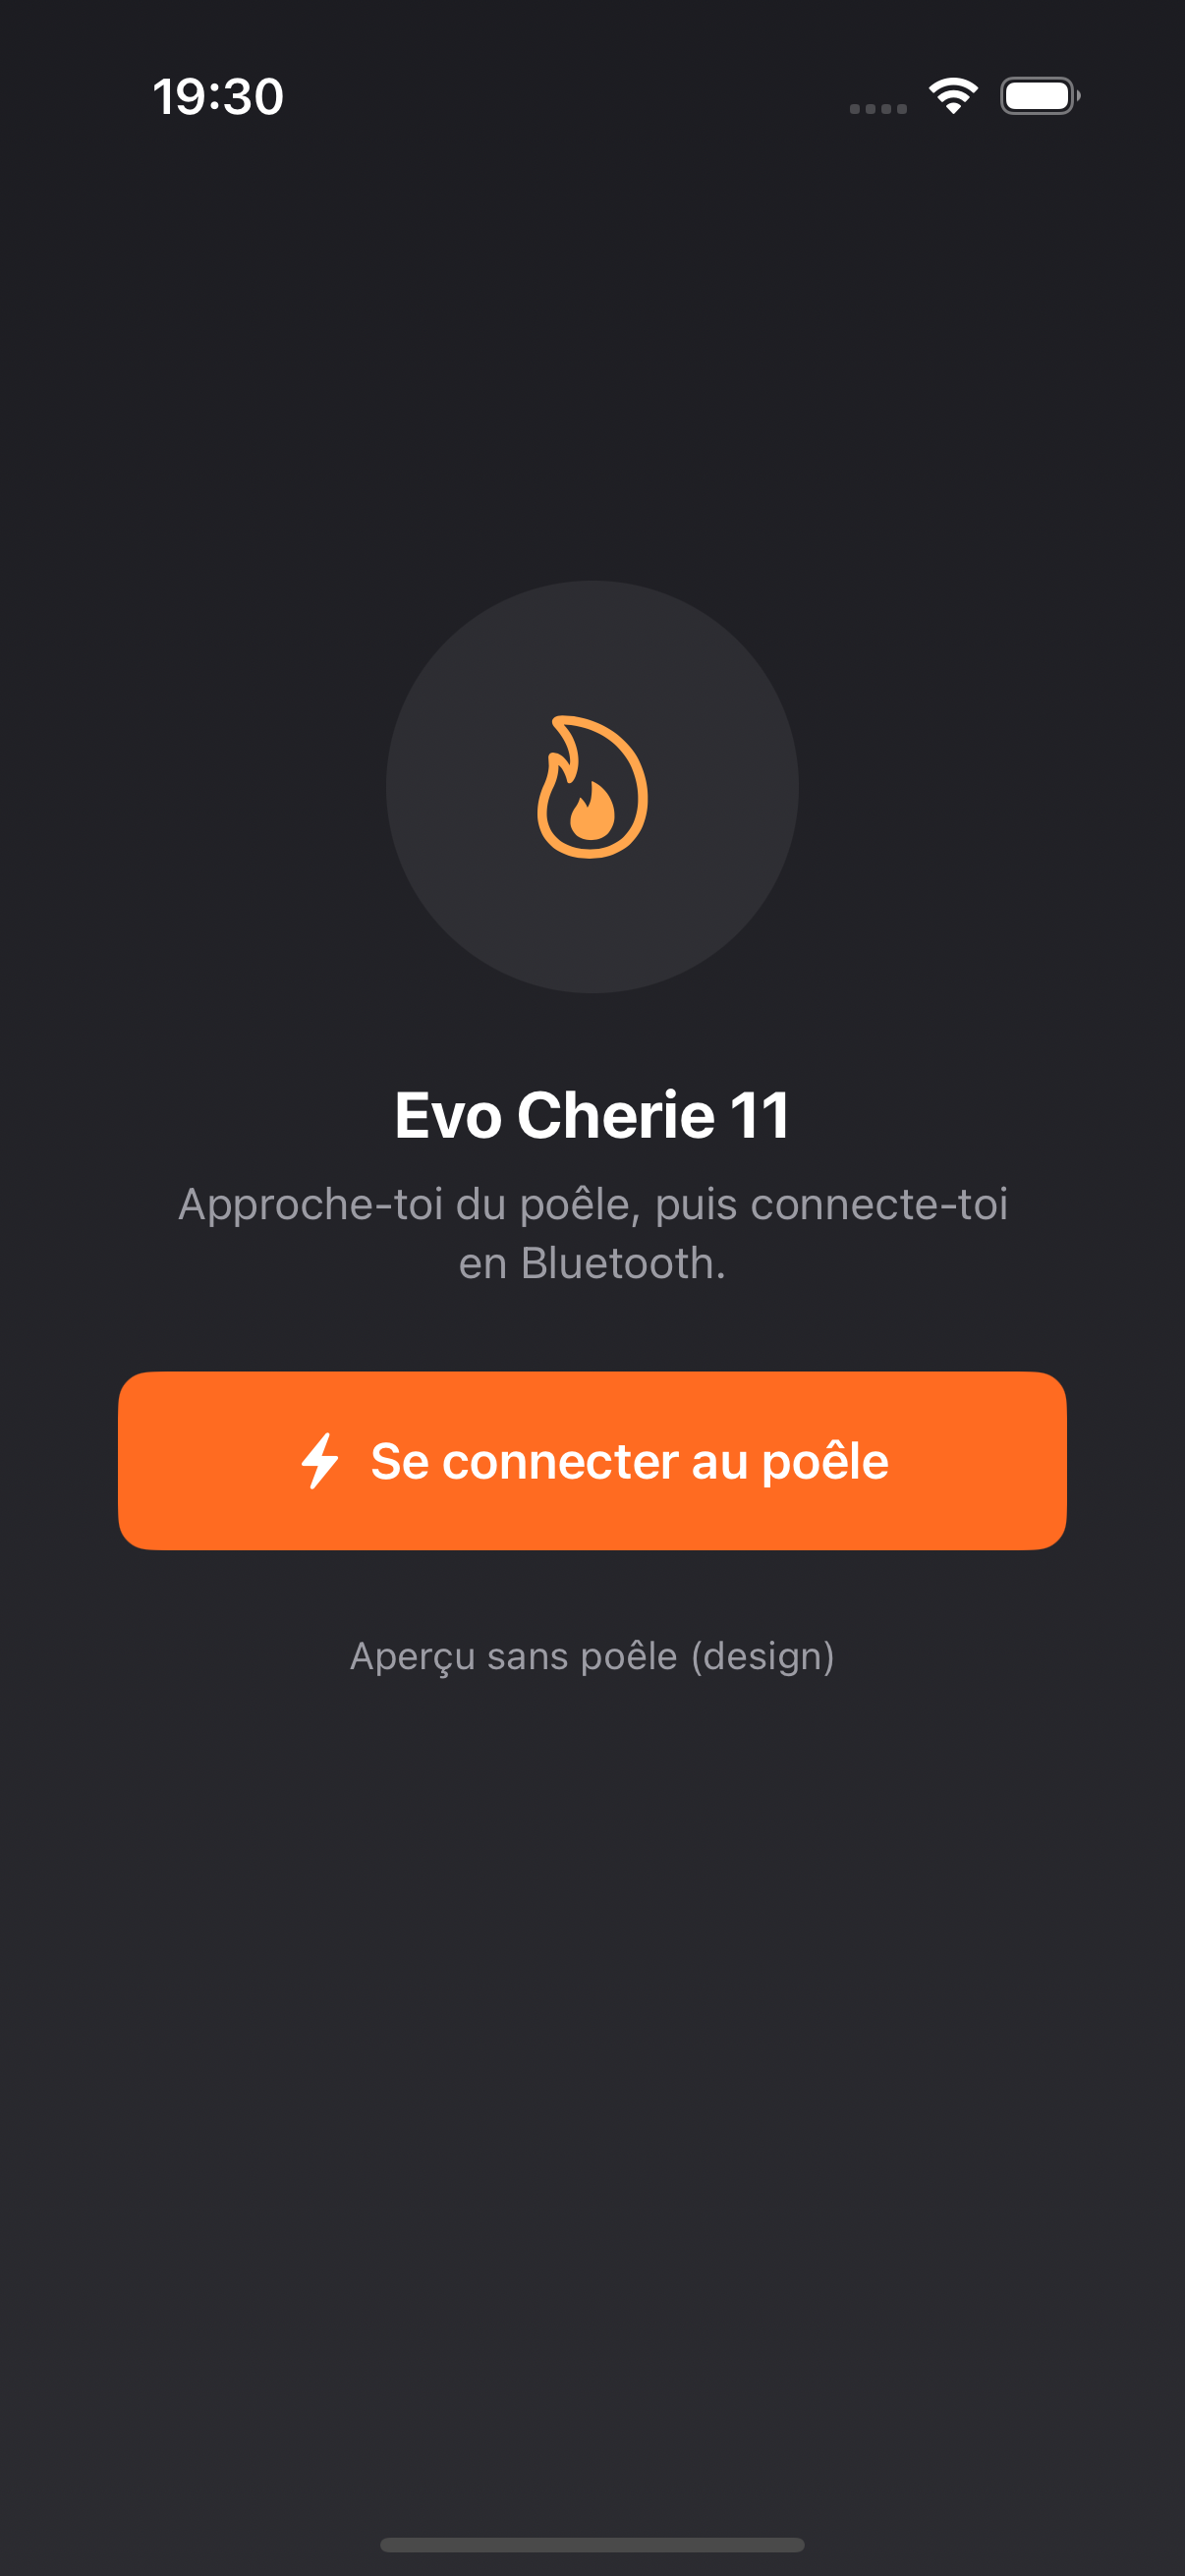 19:30
Evo Cherie 11
Approche-toi du poêle, puis connecte-toi
en Bluetooth.
Se connecter au poêle
Aperçu sans poêle (design)